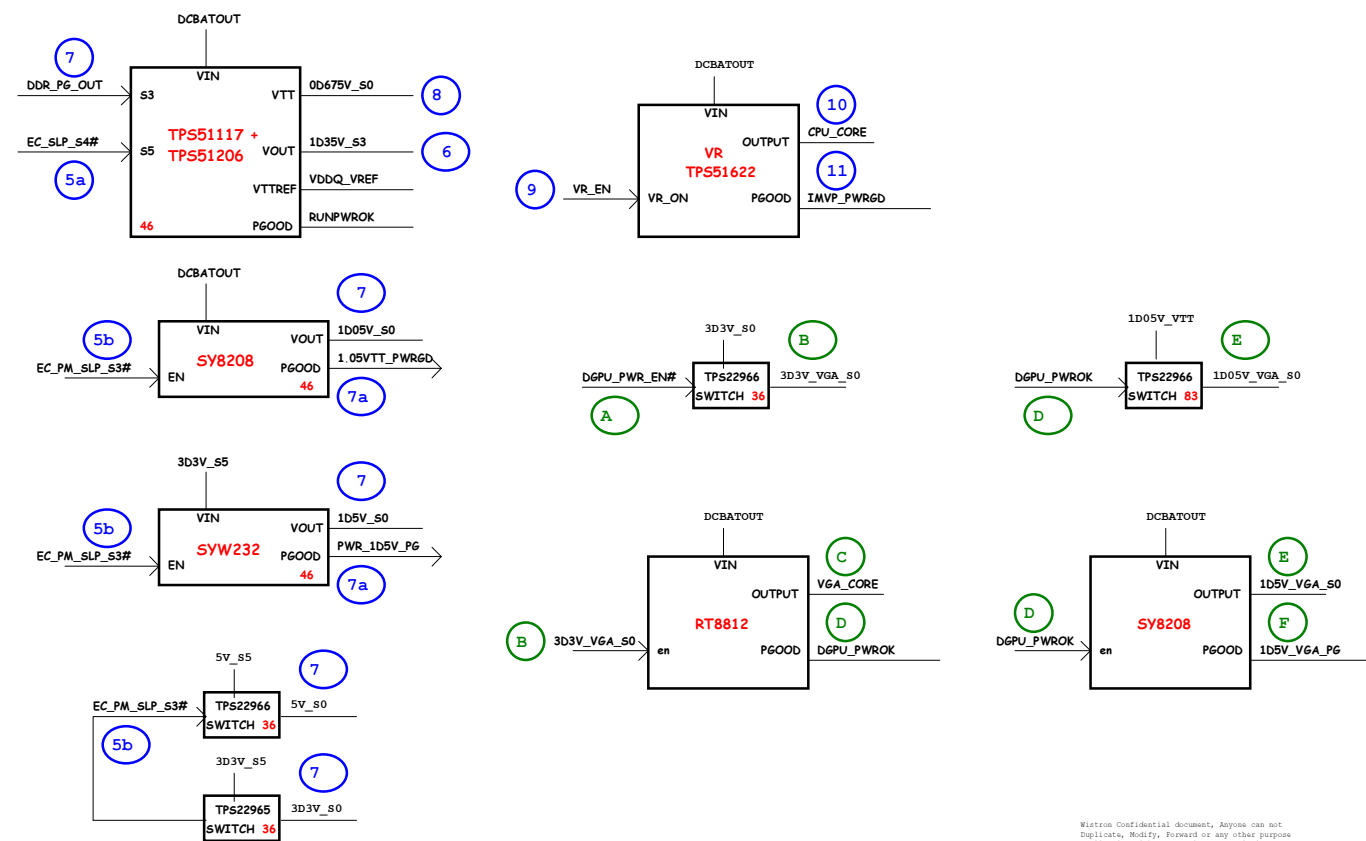 DCBATOUT
7
DDR_PG_OUT
VIN
S3
VTT
0D675V_S0
8
EC_SLP_S4#
S5
TPS51117 +
TPS51206
VOUT
1D35V_S3
6
5a
VTTREF
VDDQ_VREF
46
PGOOD
RUNPWROK
DCBATOUT
VIN
10
OUTPUT
CPU_CORE
VR
TPS51622
11
9
VR_EN
VR_ON
PGOOD
IMVP_PWRGD
DCBATOUT
7
5b
VIN
VOUT
1D05V_S0
SY8208
EC_PM_SLP_S3#
EN
PGOOD
1.05VTT_PWRGD
46
7a
3D3V_S0
B
DGPU_PWR_EN#
TPS22966
SWITCH 36
3D3V_VGA_S0
A
1D05V_VTT
E
DGPU_PWROK
TPS22966
SWITCH 83
1D05V_VGA_S0
D
3D3V_S5
7
5b
VIN
VOUT
1D5V_S0
SYW232
EC_PM_SLP_S3#
EN
PGOOD
PWR_1D5V_PG
46
7a
DCBATOUT
VIN
C
OUTPUT
VGA_CORE
RT8812
D
B
3D3V_VGA_S0
en
PGOOD
DGPU_PWROK
DCBATOUT
VIN
E
OUTPUT
1D5V_VGA_S0
D
SY8208
F
DGPU_PWROK
en
PGOOD
1D5V_VGA_PG
5V_S5
7
EC_PM_SLP_S3#
TPS22966
SWITCH 36
5V_S0
5b
3D3V_S5
7
TPS22965
SWITCH 36
3D3V_S0
Wistron Confidential document, Anyone can not
Duplicate, Modify, Forward or any other purpose